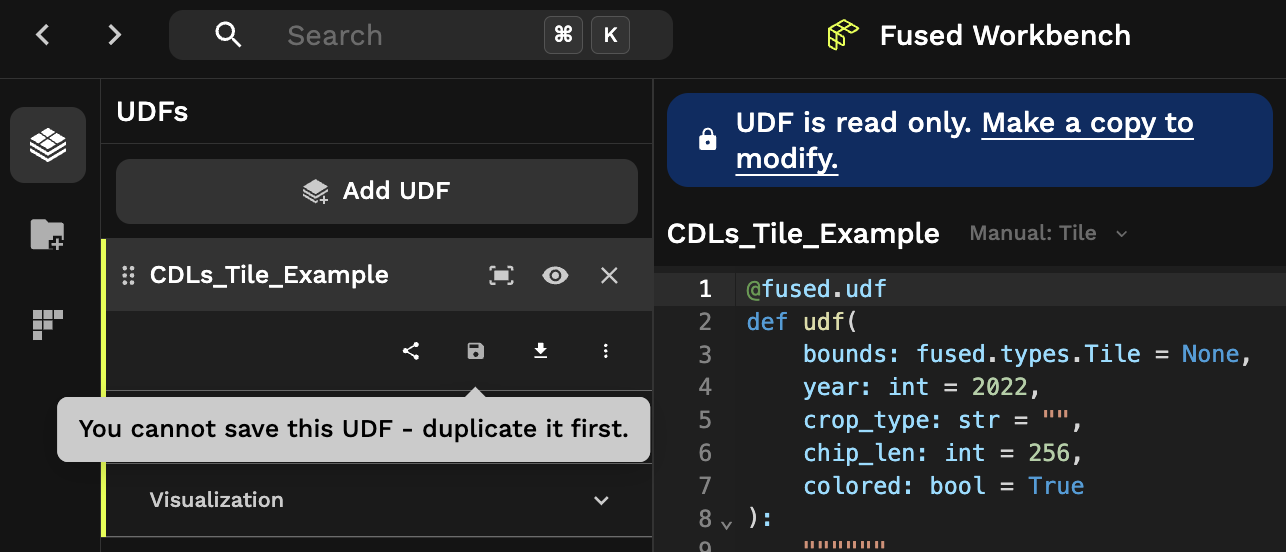 Search ⌘ K
Fused Workbench
UDFs
Add UDF
CDLs_Tile_Example
You cannot save this UDF - duplicate it first.
Visualization
UDF is read only. Make a copy to
modify.
CDLs_Tile_Example Manual: Tile
1 @fused.udf
2 def udf(
3 bounds: fused.types.Tile = None,
4 year: int = 2022,
5 crop_type: str = "",
6 chip_len: int = 256,
7 colored: bool = True
8 ):
9 """"""